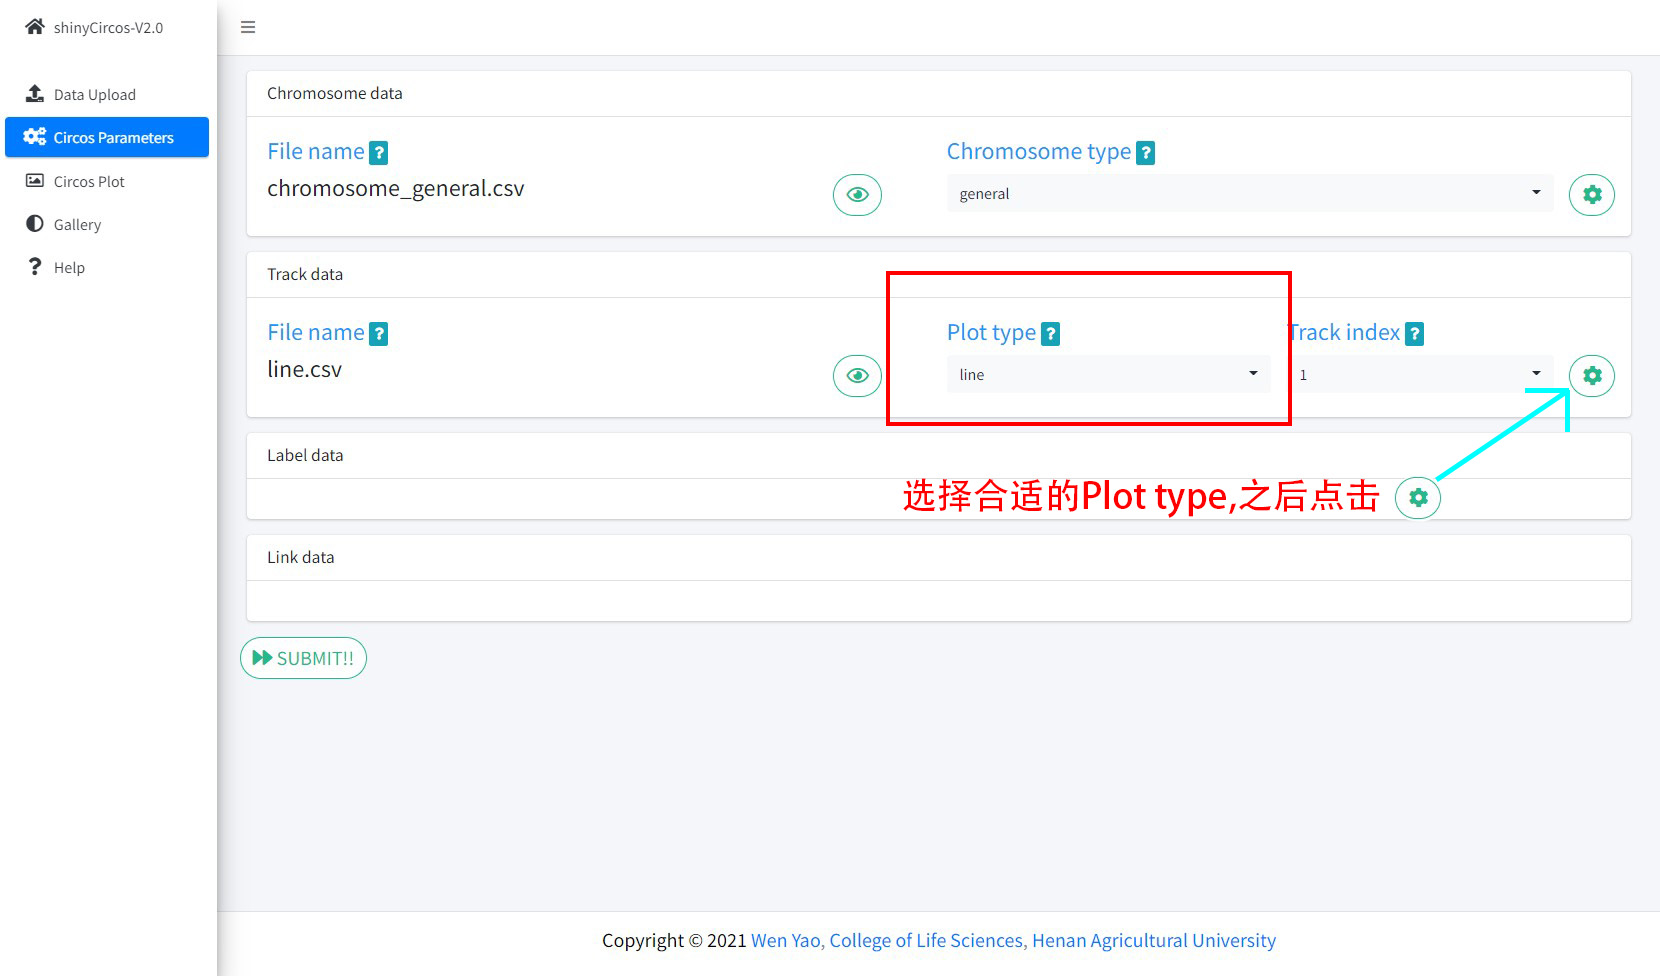 shinyCircos-V2.0
Data Upload
Circos Parameters
Circos Plot
Gallery
Help
Chromosome data
File name ?
chromosome_general.csv
Chromosome type ?
general
Track data
File name ?
line.csv
Plot type ?
line
Track index ?
1
Label data
选择合适的Plot type,之后点击
Link data
SUBMIT!!
Copyright © 2021 Wen Yao, College of Life Sciences, Henan Agricultural University